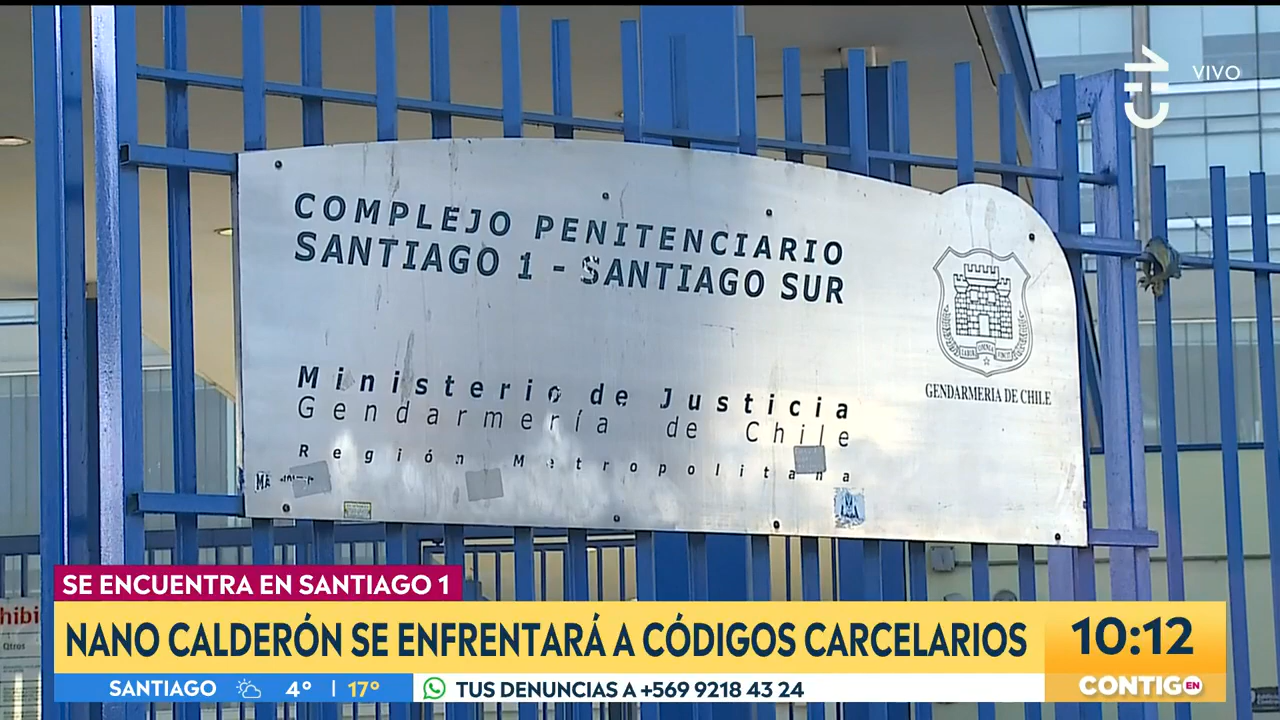 VIVO
COMPLEJO PENITENCIARIO
SANTIAGO 1 - SANTIAGO SUR
GENDARMERIA DE CHILE
Ministerio de Justicia
Gendarmería de Chile
Región Metropolitana
SE ENCUENTRA EN SANTIAGO 1
NANO CALDERÓN SE ENFRENTARÁ A CÓDIGOS CARCELARIOS
10:12
SANTIAGO 4° | 17°
TUS DENUNCIAS A +569 9218 43 24
CONTIGO EN